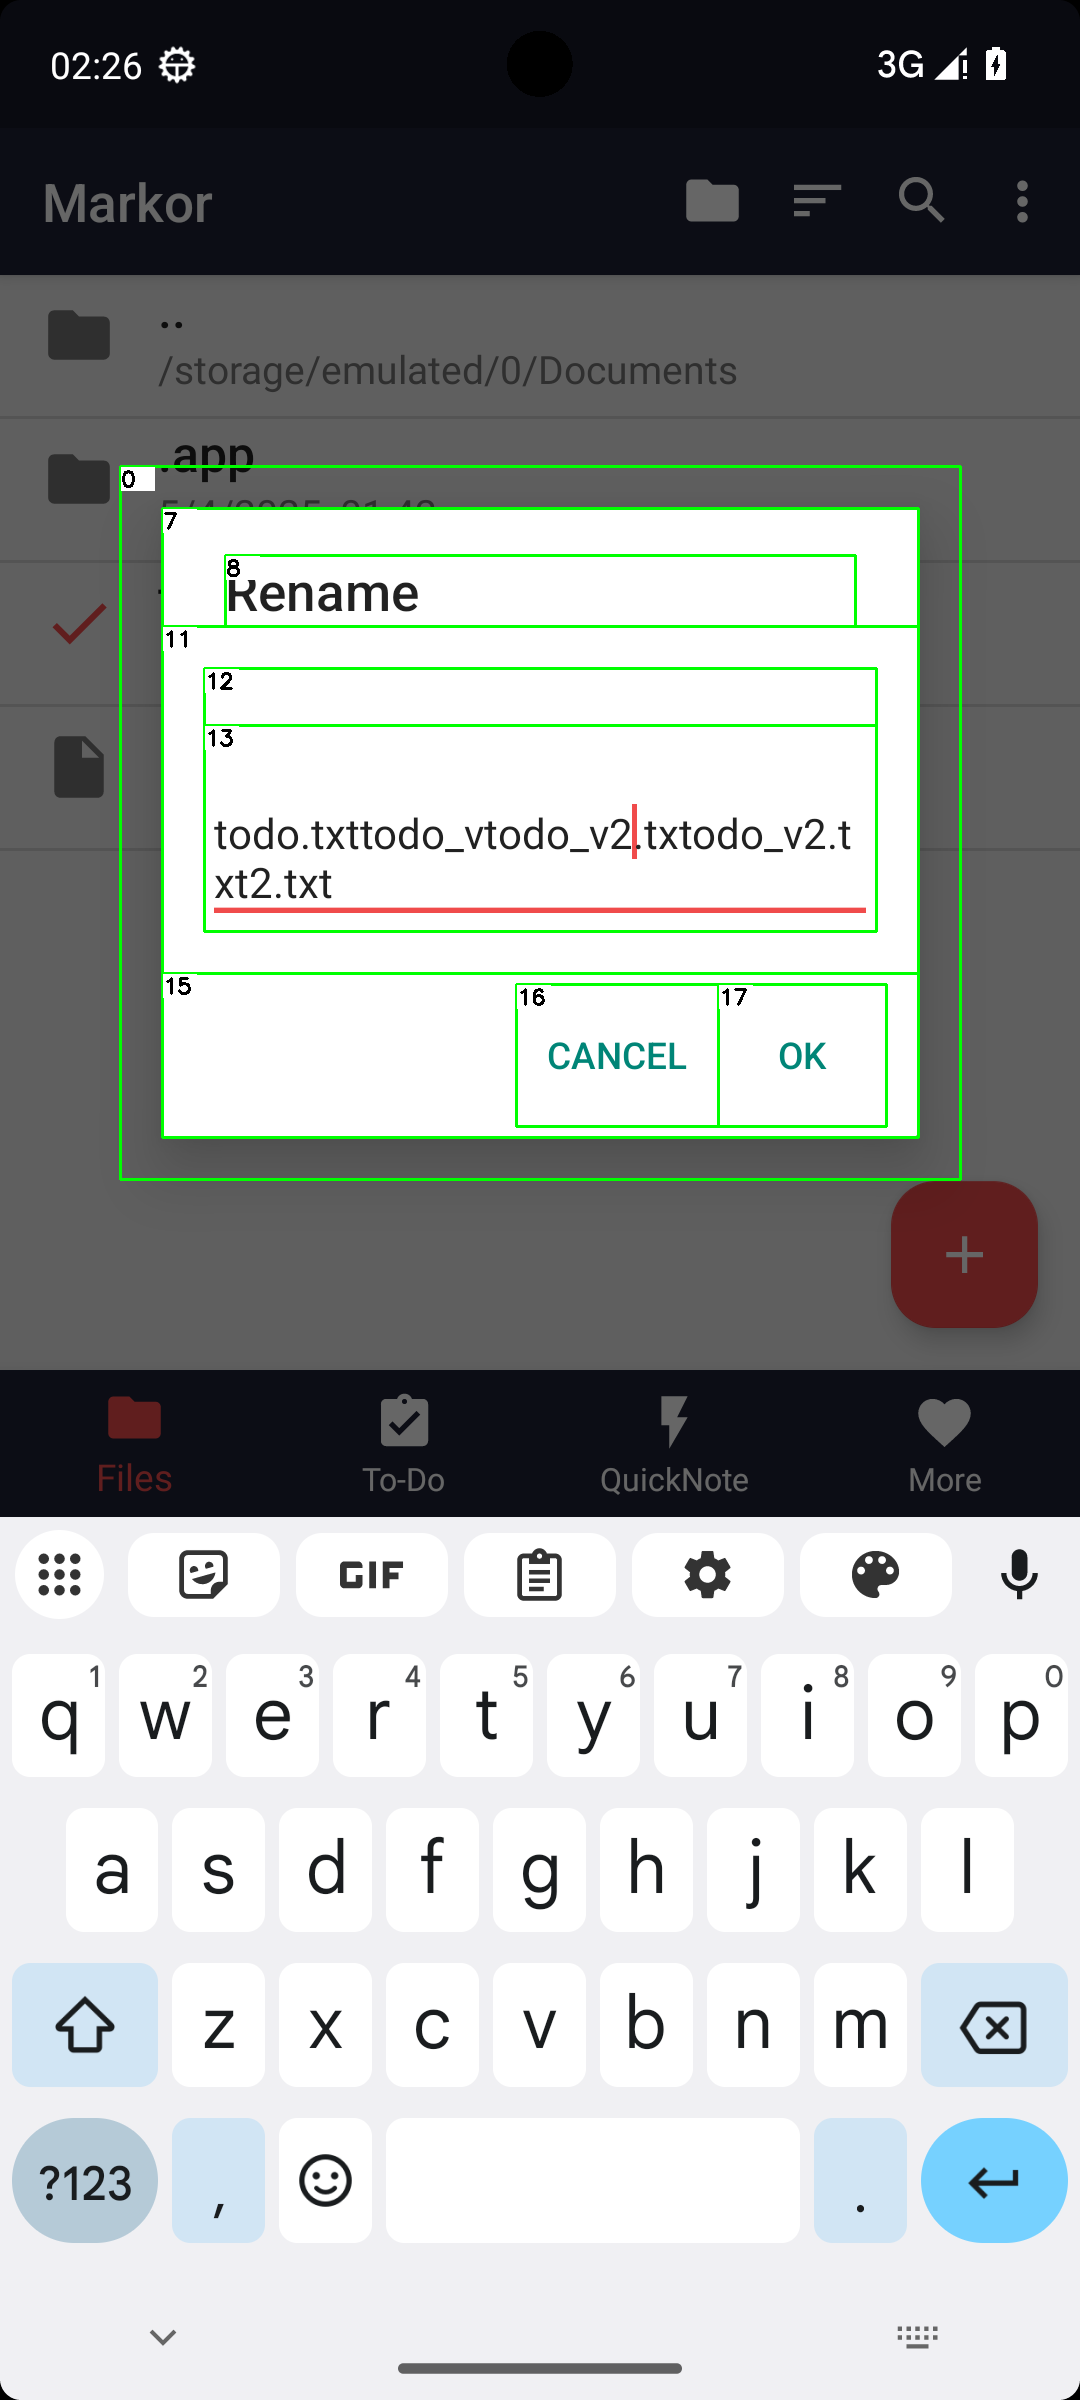 02:26
3G
Markor
..
/storage/emulated/0/Documents
.app
0
7
8
Rename
11
12
13
todo.txttodo_vtodo_v2.txtodo_v2.t
xt2.txt
15
16
17
CANCEL
OK
Files
To-Do
QuickNote
More
GIF
q 1 w 2 e 3 r 4 t 5 y 6 u 7 i 8 o 9 p 0
a s d f g h j k l
z x c v b n m
?123 , .